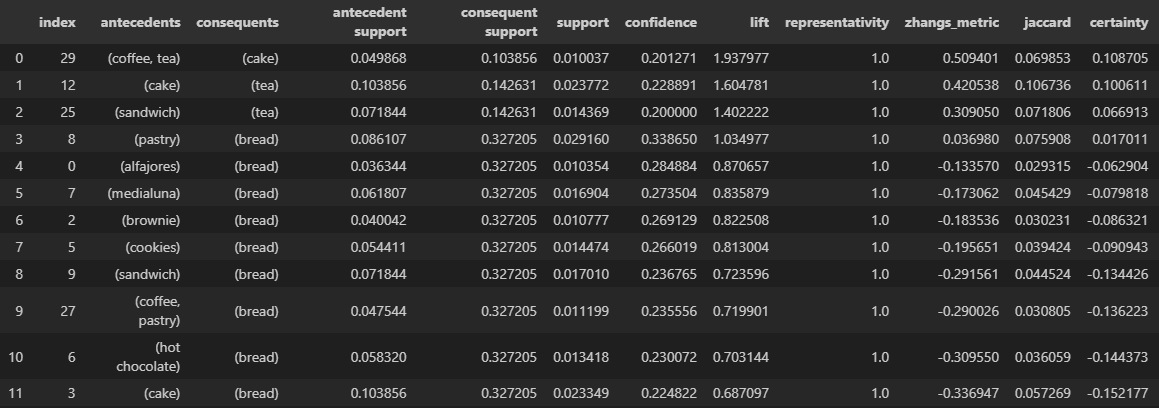 index antecedents consequents antecedent support consequent support support confidence lift representativity zhangs_metric jaccard certainty
0 29 (coffee, tea) (cake) 0.049868 0.103856 0.010037 0.201271 1.937977 1.0 0.509401 0.069853 0.108705
1 12 (cake) (tea) 0.103856 0.142631 0.023772 0.228891 1.604781 1.0 0.420538 0.106736 0.100611
2 25 (sandwich) (tea) 0.071844 0.142631 0.014369 0.200000 1.402222 1.0 0.309050 0.071806 0.066913
3 8 (pastry) (bread) 0.086107 0.327205 0.029160 0.338650 1.034977 1.0 0.036980 0.075908 0.017011
4 0 (alfajores) (bread) 0.036344 0.327205 0.010354 0.284884 0.870657 1.0 -0.133570 0.029315 -0.062904
5 7 (medialuna) (bread) 0.061807 0.327205 0.016904 0.273504 0.835879 1.0 -0.173062 0.045429 -0.079818
6 2 (brownie) (bread) 0.040042 0.327205 0.010777 0.269129 0.822508 1.0 -0.183536 0.030231 -0.086321
7 5 (cookies) (bread) 0.054411 0.327205 0.014474 0.266019 0.813004 1.0 -0.195651 0.039424 -0.090943
8 9 (sandwich) (bread) 0.071844 0.327205 0.017010 0.236765 0.723596 1.0 -0.291561 0.044524 -0.134426
9 27 (coffee, pastry) (bread) 0.047544 0.327205 0.011199 0.235556 0.719901 1.0 -0.290026 0.030805 -0.136223
10 6 (hot chocolate) (bread) 0.058320 0.327205 0.013418 0.230072 0.703144 1.0 -0.309550 0.036059 -0.144373
11 3 (cake) (bread) 0.103856 0.327205 0.023349 0.224822 0.687097 1.0 -0.336947 0.057269 -0.152177